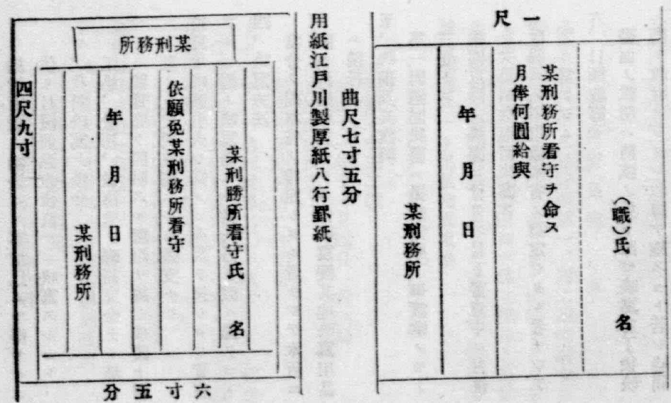 一尺
(職)氏 名
某刑務所看守ヲ命ス
月俸何圓給與
年 月 日
某刑務所
曲尺七寸五分
用紙江戸川製厚紙八行罫紙
某刑務所
某刑務所看守氏 名
依願免某刑務所看守
年 月 日
某刑務所
四尺九寸
六寸五分